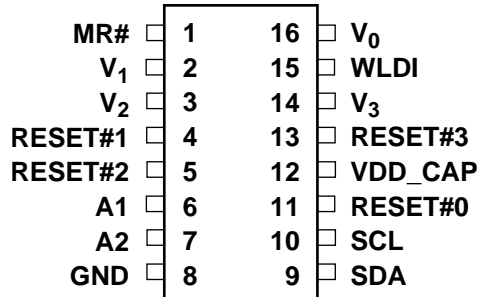 MR# 1 16 V₀
V₁ 2 15 WLDI
V₂ 3 14 V₃
RESET#1 4 13 RESET#3
RESET#2 5 12 VDD_CAP
A1 6 11 RESET#0
A2 7 10 SCL
GND 8 9 SDA